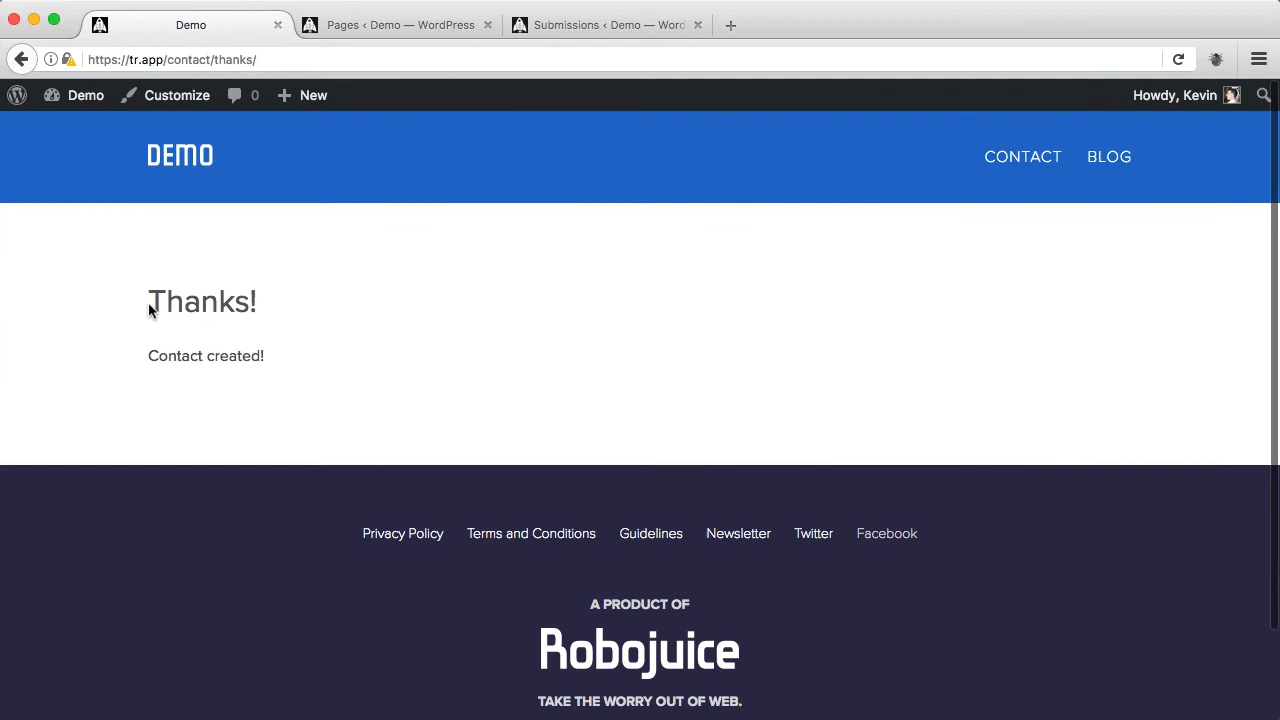 Demo
Pages ‹ Demo — WordPress
Submissions ‹ Demo — Word
https://tr.app/contact/thanks/
Demo Customize 0 New Howdy, Kevin
DEMO CONTACT BLOG
Thanks!
Contact created!
Privacy Policy Terms and Conditions Guidelines Newsletter Twitter Facebook
A PRODUCT OF
Robojuice
TAKE THE WORRY OUT OF WEB.